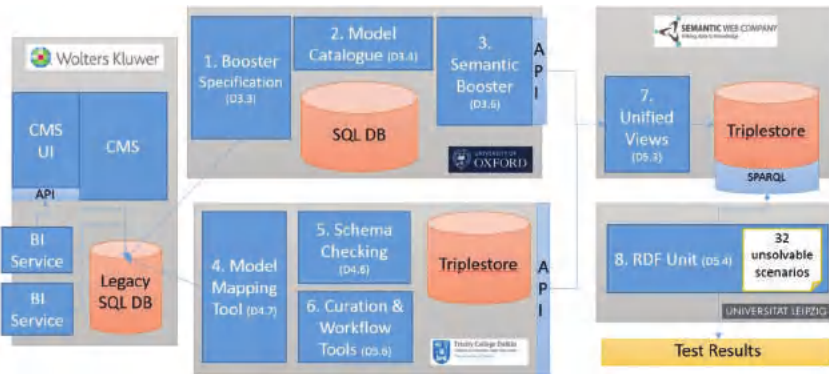 Wolters Kluwer
CMS
UI
CMS
API
BI
Service
BI
Service
Legacy
SQL DB
1. Booster
Specification
(D3.3)
2. Model
Catalogue (D3.4)
3.
Semantic
Booster
(D3.6)
A
P
I
SQL DB
UNIVERSITY OF
OXFORD
4. Model
Mapping
Tool (D4.7)
5. Schema
Checking
(D4.6)
6. Curation &
Workflow
Tools (D5.6)
Triplestore
A
P
I
Trinity College Dublin
SEMANTIC WEB COMPANY
7.
Unified
Views
(D5.3)
Triplestore
SPARQL
8. RDF Unit (D5.4)
32
unsolvable
scenarios
UNIVERSITAT LEIPZIG
Test Results